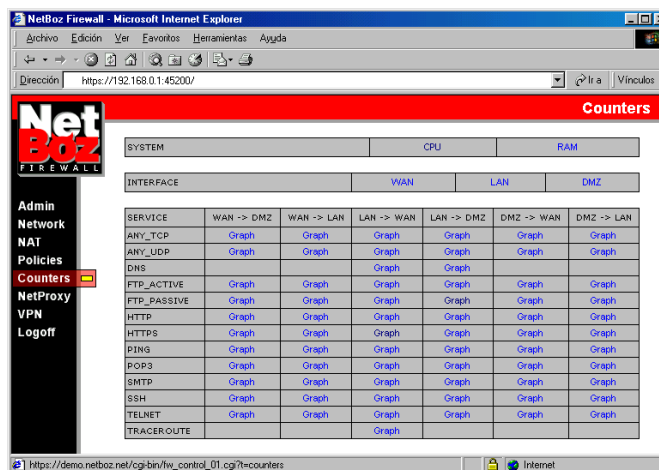 NetBoz Firewall - Microsoft Internet Explorer
Archivo Edición Ver Favoritos Herramientas Ayuda
Dirección https://192.168.0.1:45200/ Ir a Vínculos
Net Boz FIREWALL
Counters
SYSTEM CPU RAM
INTERFACE WAN LAN DMZ
Admin
Network
NAT
Policies
Counters
NetProxy
VPN
Logoff
SERVICE WAN -> DMZ WAN -> LAN LAN -> WAN LAN -> DMZ DMZ -> WAN DMZ -> LAN
ANY_TCP Graph Graph Graph Graph Graph Graph
ANY_UDP Graph Graph Graph Graph Graph Graph
DNS Graph Graph
FTP_ACTIVE Graph Graph Graph Graph Graph Graph
FTP_PASSIVE Graph Graph Graph Graph Graph Graph
HTTP Graph Graph Graph Graph Graph Graph
HTTPS Graph Graph Graph Graph Graph Graph
PING Graph Graph Graph Graph Graph Graph
POP3 Graph Graph Graph Graph Graph Graph
SMTP Graph Graph Graph Graph Graph Graph
SSH Graph Graph Graph Graph Graph Graph
TELNET Graph Graph Graph Graph Graph Graph
TRACEROUTE Graph
https://demo.netboz.net/cgi-bin/fw_control_01.cgi?t=counters Internet